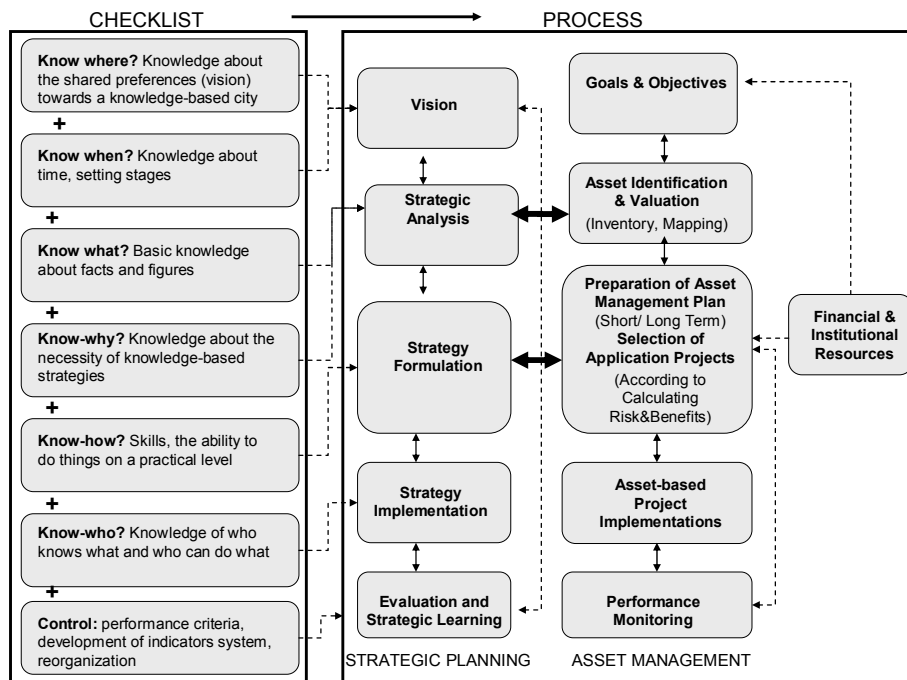 CHECKLIST
PROCESS
Know where? Knowledge about
the shared preferences (vision)
towards a knowledge-based city
+
Know when? Knowledge about
time, setting stages
+
Know what? Basic knowledge
about facts and figures
+
Know-why? Knowledge about the
necessity of knowledge-based
strategies
+
Know-how? Skills, the ability to
do things on a practical level
+
Know-who? Knowledge of who
knows what and who can do what
+
Control: performance criteria,
development of indicators system,
reorganization
Vision
Strategic
Analysis
Strategy
Formulation
Strategy
Implementation
Evaluation and
Strategic Learning
STRATEGIC PLANNING
Goals & Objectives
Asset Identification
& Valuation
(Inventory, Mapping)
Preparation of Asset
Management Plan
(Short/ Long Term)
Selection of
Application Projects
(According to
Calculating
Risk&Benefits)
Asset-based
Project
Implementations
Performance
Monitoring
ASSET MANAGEMENT
Financial &
Institutional
Resources